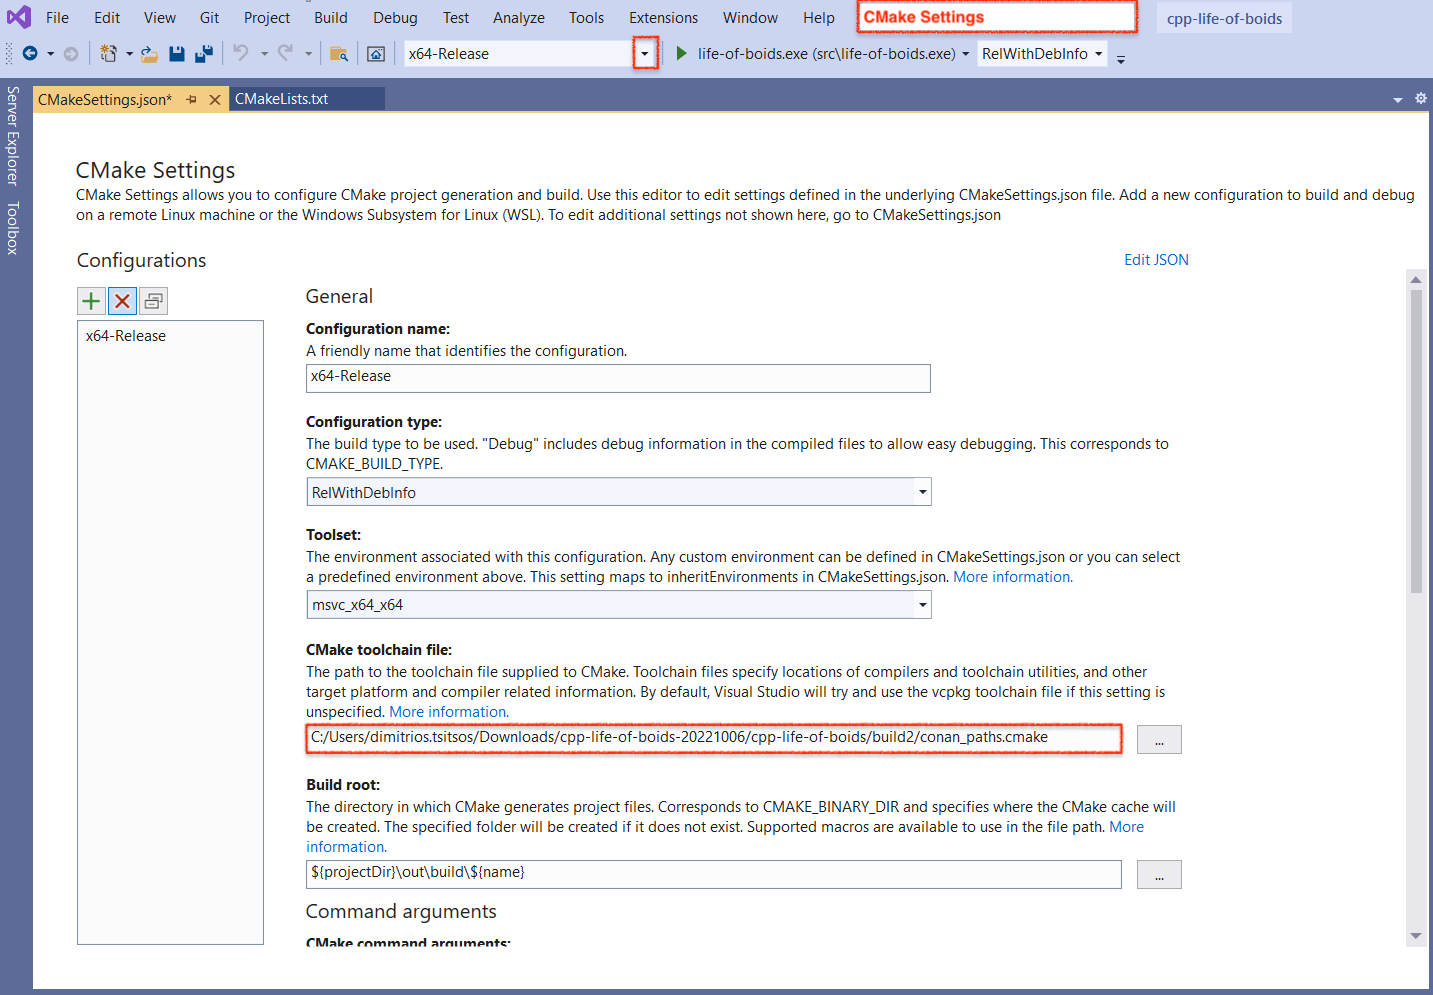 File Edit View Git Project Build Debug Test Analyze Tools Extensions Window Help CMake Settings cpp-life-of-boids
x64-Release life-of-boids.exe (src\life-of-boids.exe) RelWithDebInfo
Server Explorer
Toolbox
CMakeSettings.json* CMakeLists.txt
CMake Settings
CMake Settings allows you to configure CMake project generation and build. Use this editor to edit settings defined in the underlying CMakeSettings.json file. Add a new configuration to build and debug
on a remote Linux machine or the Windows Subsystem for Linux (WSL). To edit additional settings not shown here, go to CMakeSettings.json
Configurations
Edit JSON
x64-Release
General
Configuration name:
A friendly name that identifies the configuration.
x64-Release
Configuration type:
The build type to be used. "Debug" includes debug information in the compiled files to allow easy debugging. This corresponds to
CMAKE_BUILD_TYPE.
RelWithDebInfo
Toolset:
The environment associated with this configuration. Any custom environment can be defined in CMakeSettings.json or you can select
a predefined environment above. This setting maps to inheritEnvironments in CMakeSettings.json. More information.
msvc_x64_x64
CMake toolchain file:
The path to the toolchain file supplied to CMake. Toolchain files specify locations of compilers and toolchain utilities, and other
target platform and compiler related information. By default, Visual Studio will try and use the vcpkg toolchain file if this setting is
unspecified. More information.
C:/Users/dimitrios.tsitsos/Downloads/cpp-life-of-boids-20221006/cpp-life-of-boids/build2/conan_paths.cmake
...
Build root:
The directory in which CMake generates project files. Corresponds to CMAKE_BINARY_DIR and specifies where the CMake cache will
be created. The specified folder will be created if it does not exist. Supported macros are available to use in the file path. More
information.
${projectDir}\out\build\${name}
...
Command arguments
CMake command arguments: